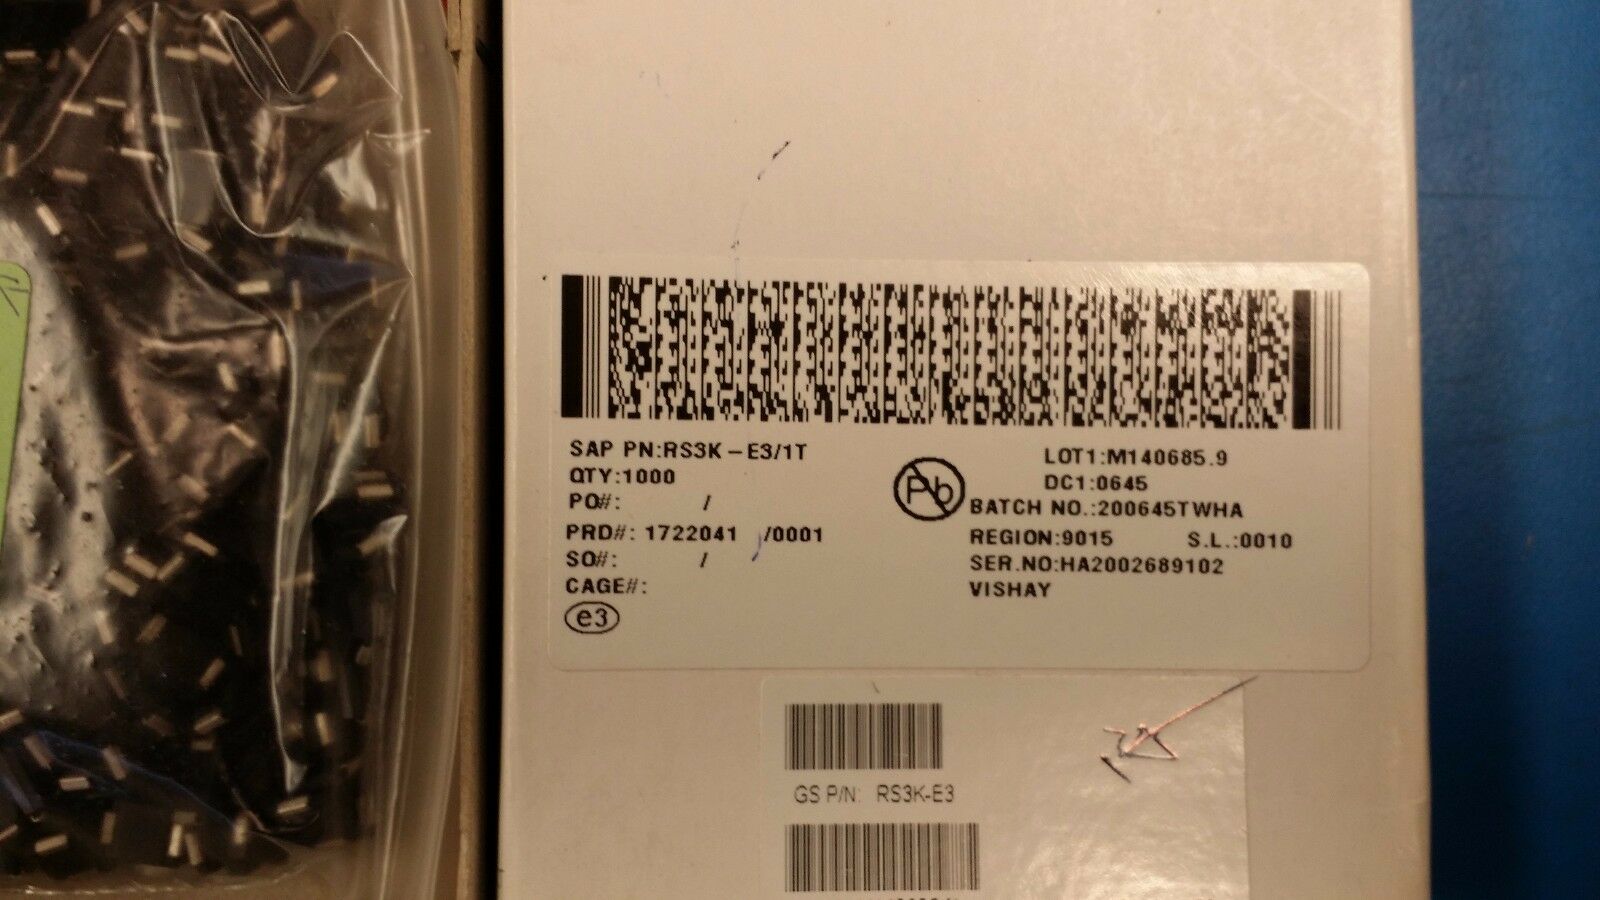 SAP PN:RS3K-E3/1T
QTY:1000
PO#: /
PRD#: 1722041 /0001
SO#: /
CAGE#:
e3
Pb
LOT1:M140685.9
DC1:0645
BATCH NO.:200645TWHA
REGION:9015 S.L.:0010
SER.NO:HA2002689102
VISHAY
GS P/N: RS3K-E3